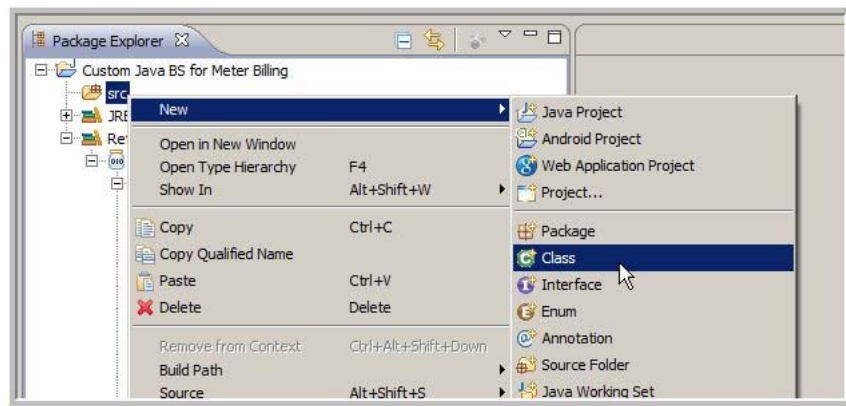 Package Explorer
Custom Java BS for Meter Billing
src
JRE
Re
010
New
Open in New Window
Open Type Hierarchy F4
Show In Alt+Shift+W
Copy Ctrl+C
Copy Qualified Name
Paste Ctrl+V
Delete Delete
Remove from Context Ctrl+Alt+Shift+Down
Build Path
Source Alt+Shift+S
Java Project
Android Project
Web Application Project
Project...
Package
Class
Interface
Enum
Annotation
Source Folder
Java Working Set